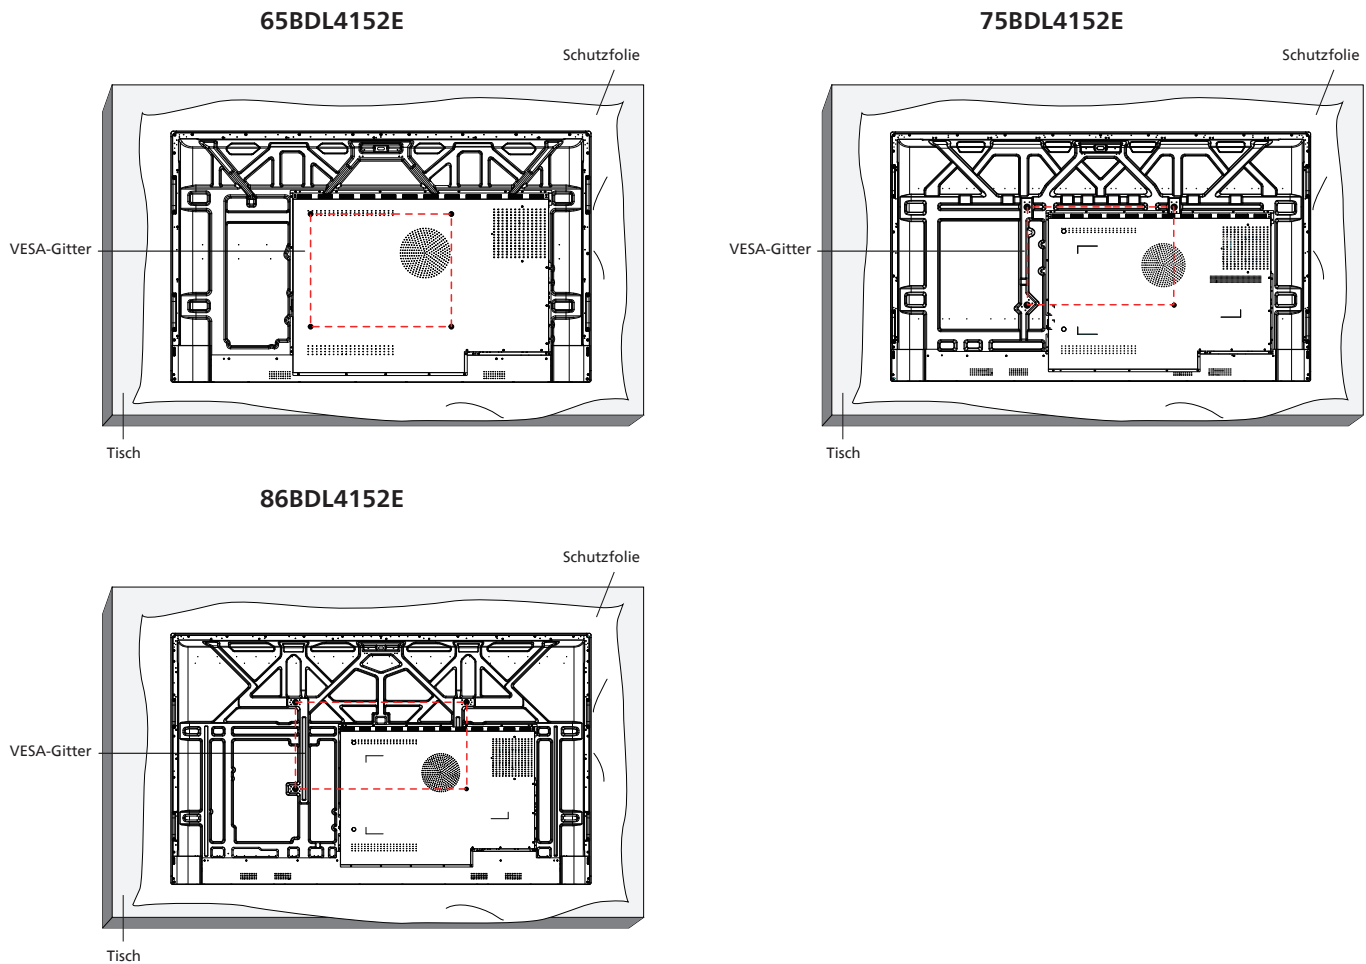 65BDL4152E
Schutzfolie
VESA-Gitter
Tisch
75BDL4152E
Schutzfolie
VESA-Gitter
Tisch
86BDL4152E
Schutzfolie
VESA-Gitter
Tisch